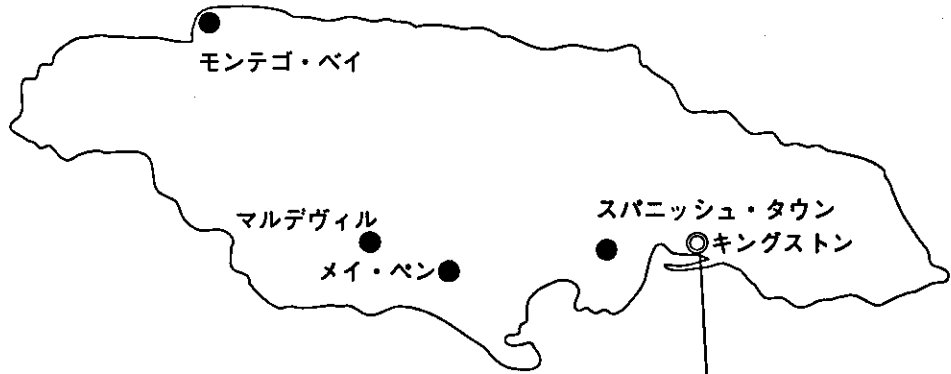 モンテゴ・ベイ
スパニッシュ・タウン
マルデヴィル
キングストン
メイ・ペン